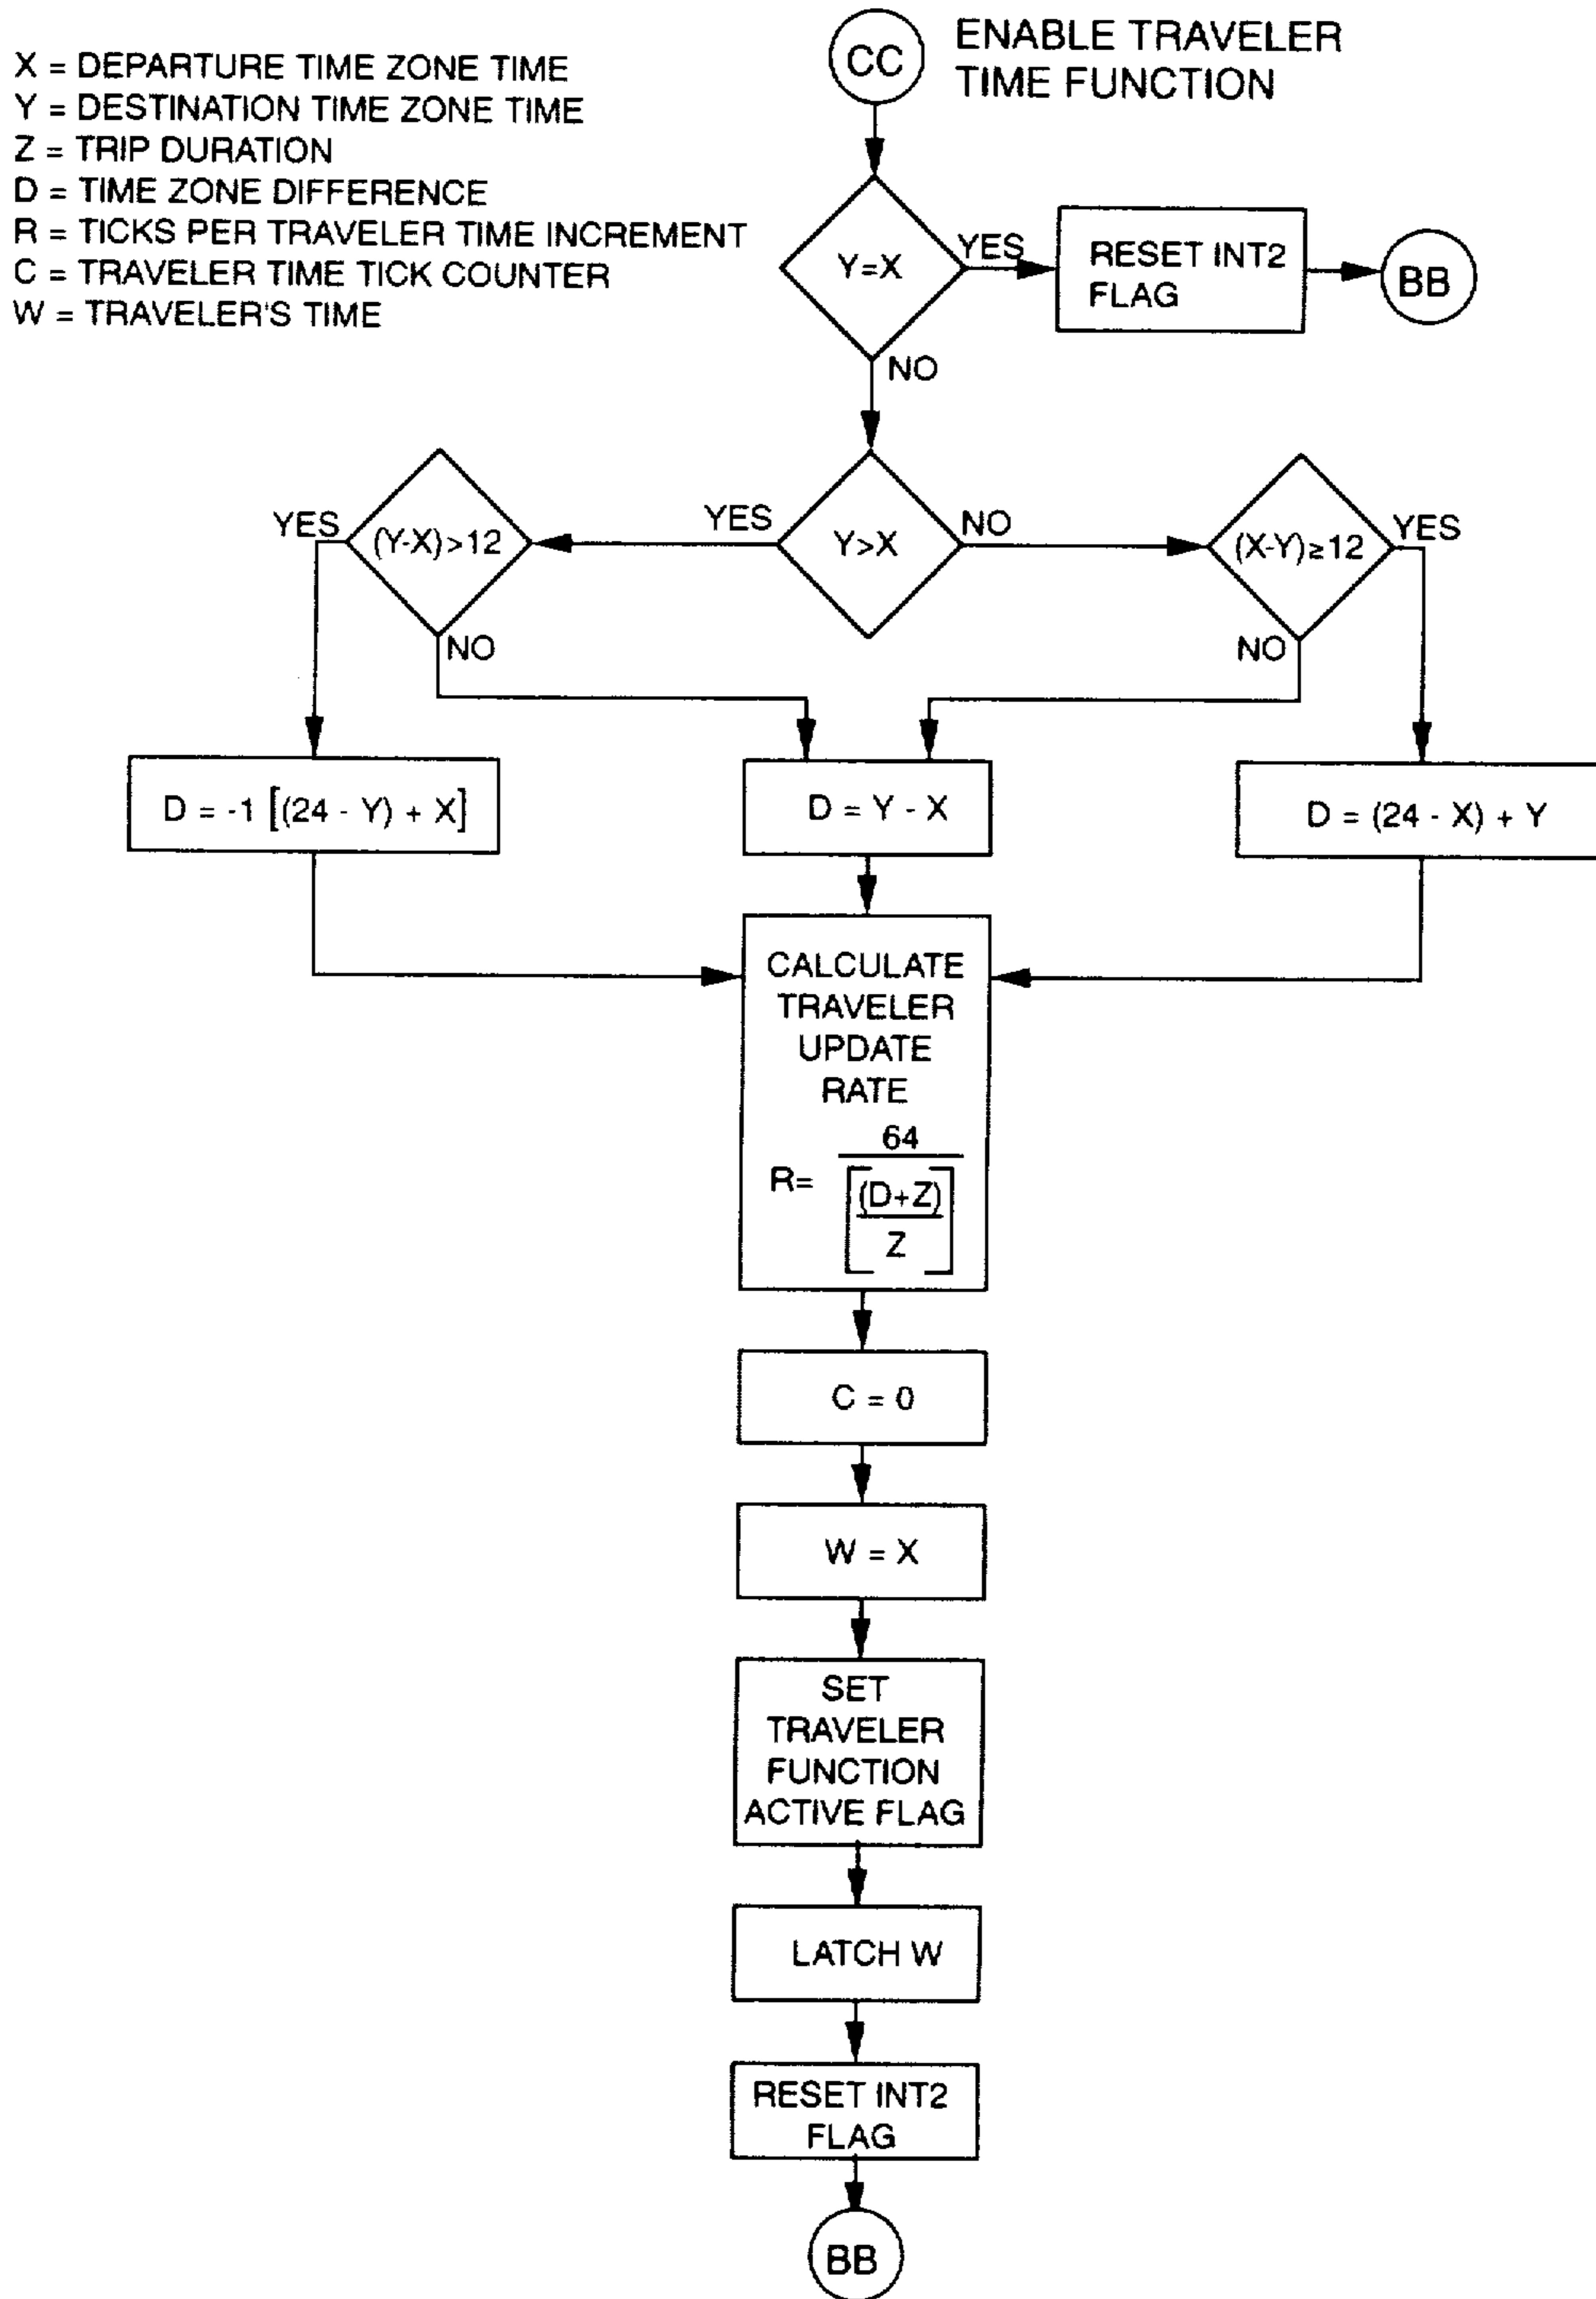 CC
ENABLE TRAVELER
TIME FUNCTION
X = DEPARTURE TIME ZONE TIME
Y = DESTINATION TIME ZONE TIME
Z = TRIP DURATION
D = TIME ZONE DIFFERENCE
R = TICKS PER TRAVELER TIME INCREMENT
C = TRAVELER TIME TICK COUNTER
W = TRAVELER'S TIME
Y=X
YES
RESET INT2
FLAG
BB
NO
YES
(Y-X)>12
YES
Y>X
NO
(X-Y)≥12
YES
NO
NO
D = -1 [(24 - Y) + X]
D = Y - X
D = (24 - X) + Y
CALCULATE
TRAVELER
UPDATE
RATE
64
R=
(D+Z)
Z
C = 0
W = X
SET
TRAVELER
FUNCTION
ACTIVE FLAG
LATCH W
RESET INT2
FLAG
BB